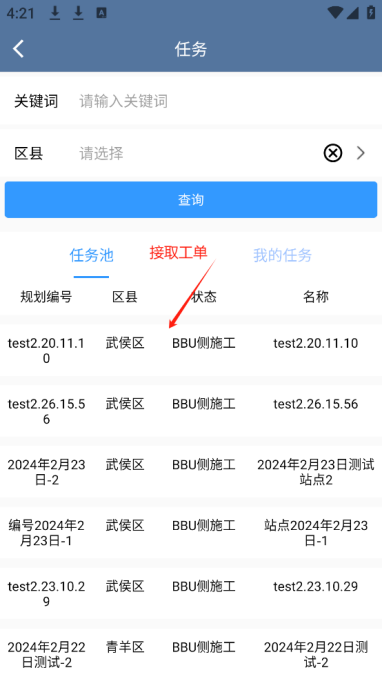 4:21
任务
关键词 请输入关键词
区县 请选择
查询
任务池 接取工单 我的任务
规划编号 区县 状态 名称
test2.20.11.1 武侯区 BBU侧施工 test2.20.11.10
0
test2.26.15.5 武侯区 BBU侧施工 test2.26.15.56
6
2024年2月23 武侯区 BBU侧施工 2024年2月23日测试
日-2 站点2
编号2024年2 武侯区 BBU侧施工 站点2024年2月23
月23日-1 日-1
test2.23.10.2 武侯区 BBU侧施工 test2.23.10.29
9
2024年2月22 青羊区 BBU侧施工 2024年2月22日测
日测试-2 试-2